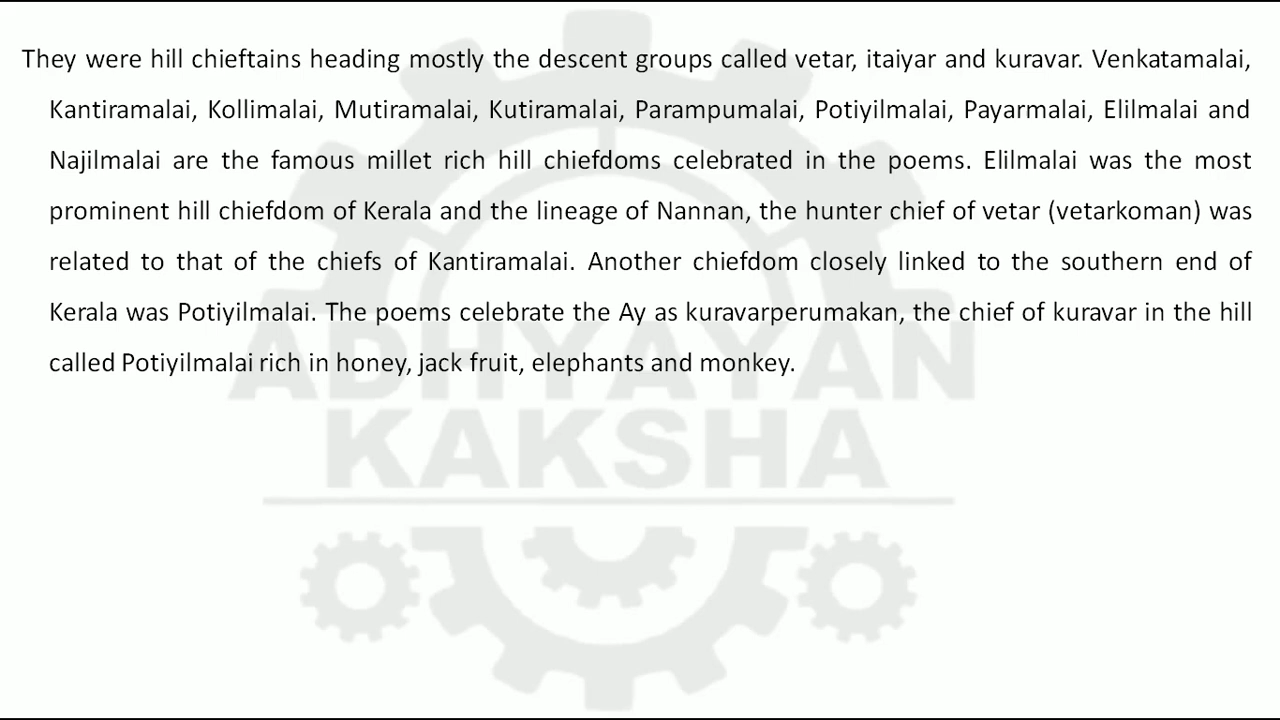 They were hill chieftains heading mostly the descent groups called vetar, itaiyar and kuravar. Venkatamalai,
Kantiramalai, Kollimalai, Mutiramalai, Kutiramalai, Parampumalai, Potiyilmalai, Payarmalai, Elilmalai and
Najilmalai are the famous millet rich hill chiefdoms celebrated in the poems. Elilmalai was the most
prominent hill chiefdom of Kerala and the lineage of Nannan, the hunter chief of vetar (vetarkoman) was
related to that of the chiefs of Kantiramalai. Another chiefdom closely linked to the southern end of
Kerala was Potiyilmalai. The poems celebrate the Ay as kuravarperumakan, the chief of kuravar in the hill
called Potiyilmalai rich in honey, jack fruit, elephants and monkey.
ADHYAYAN
KAKSHA